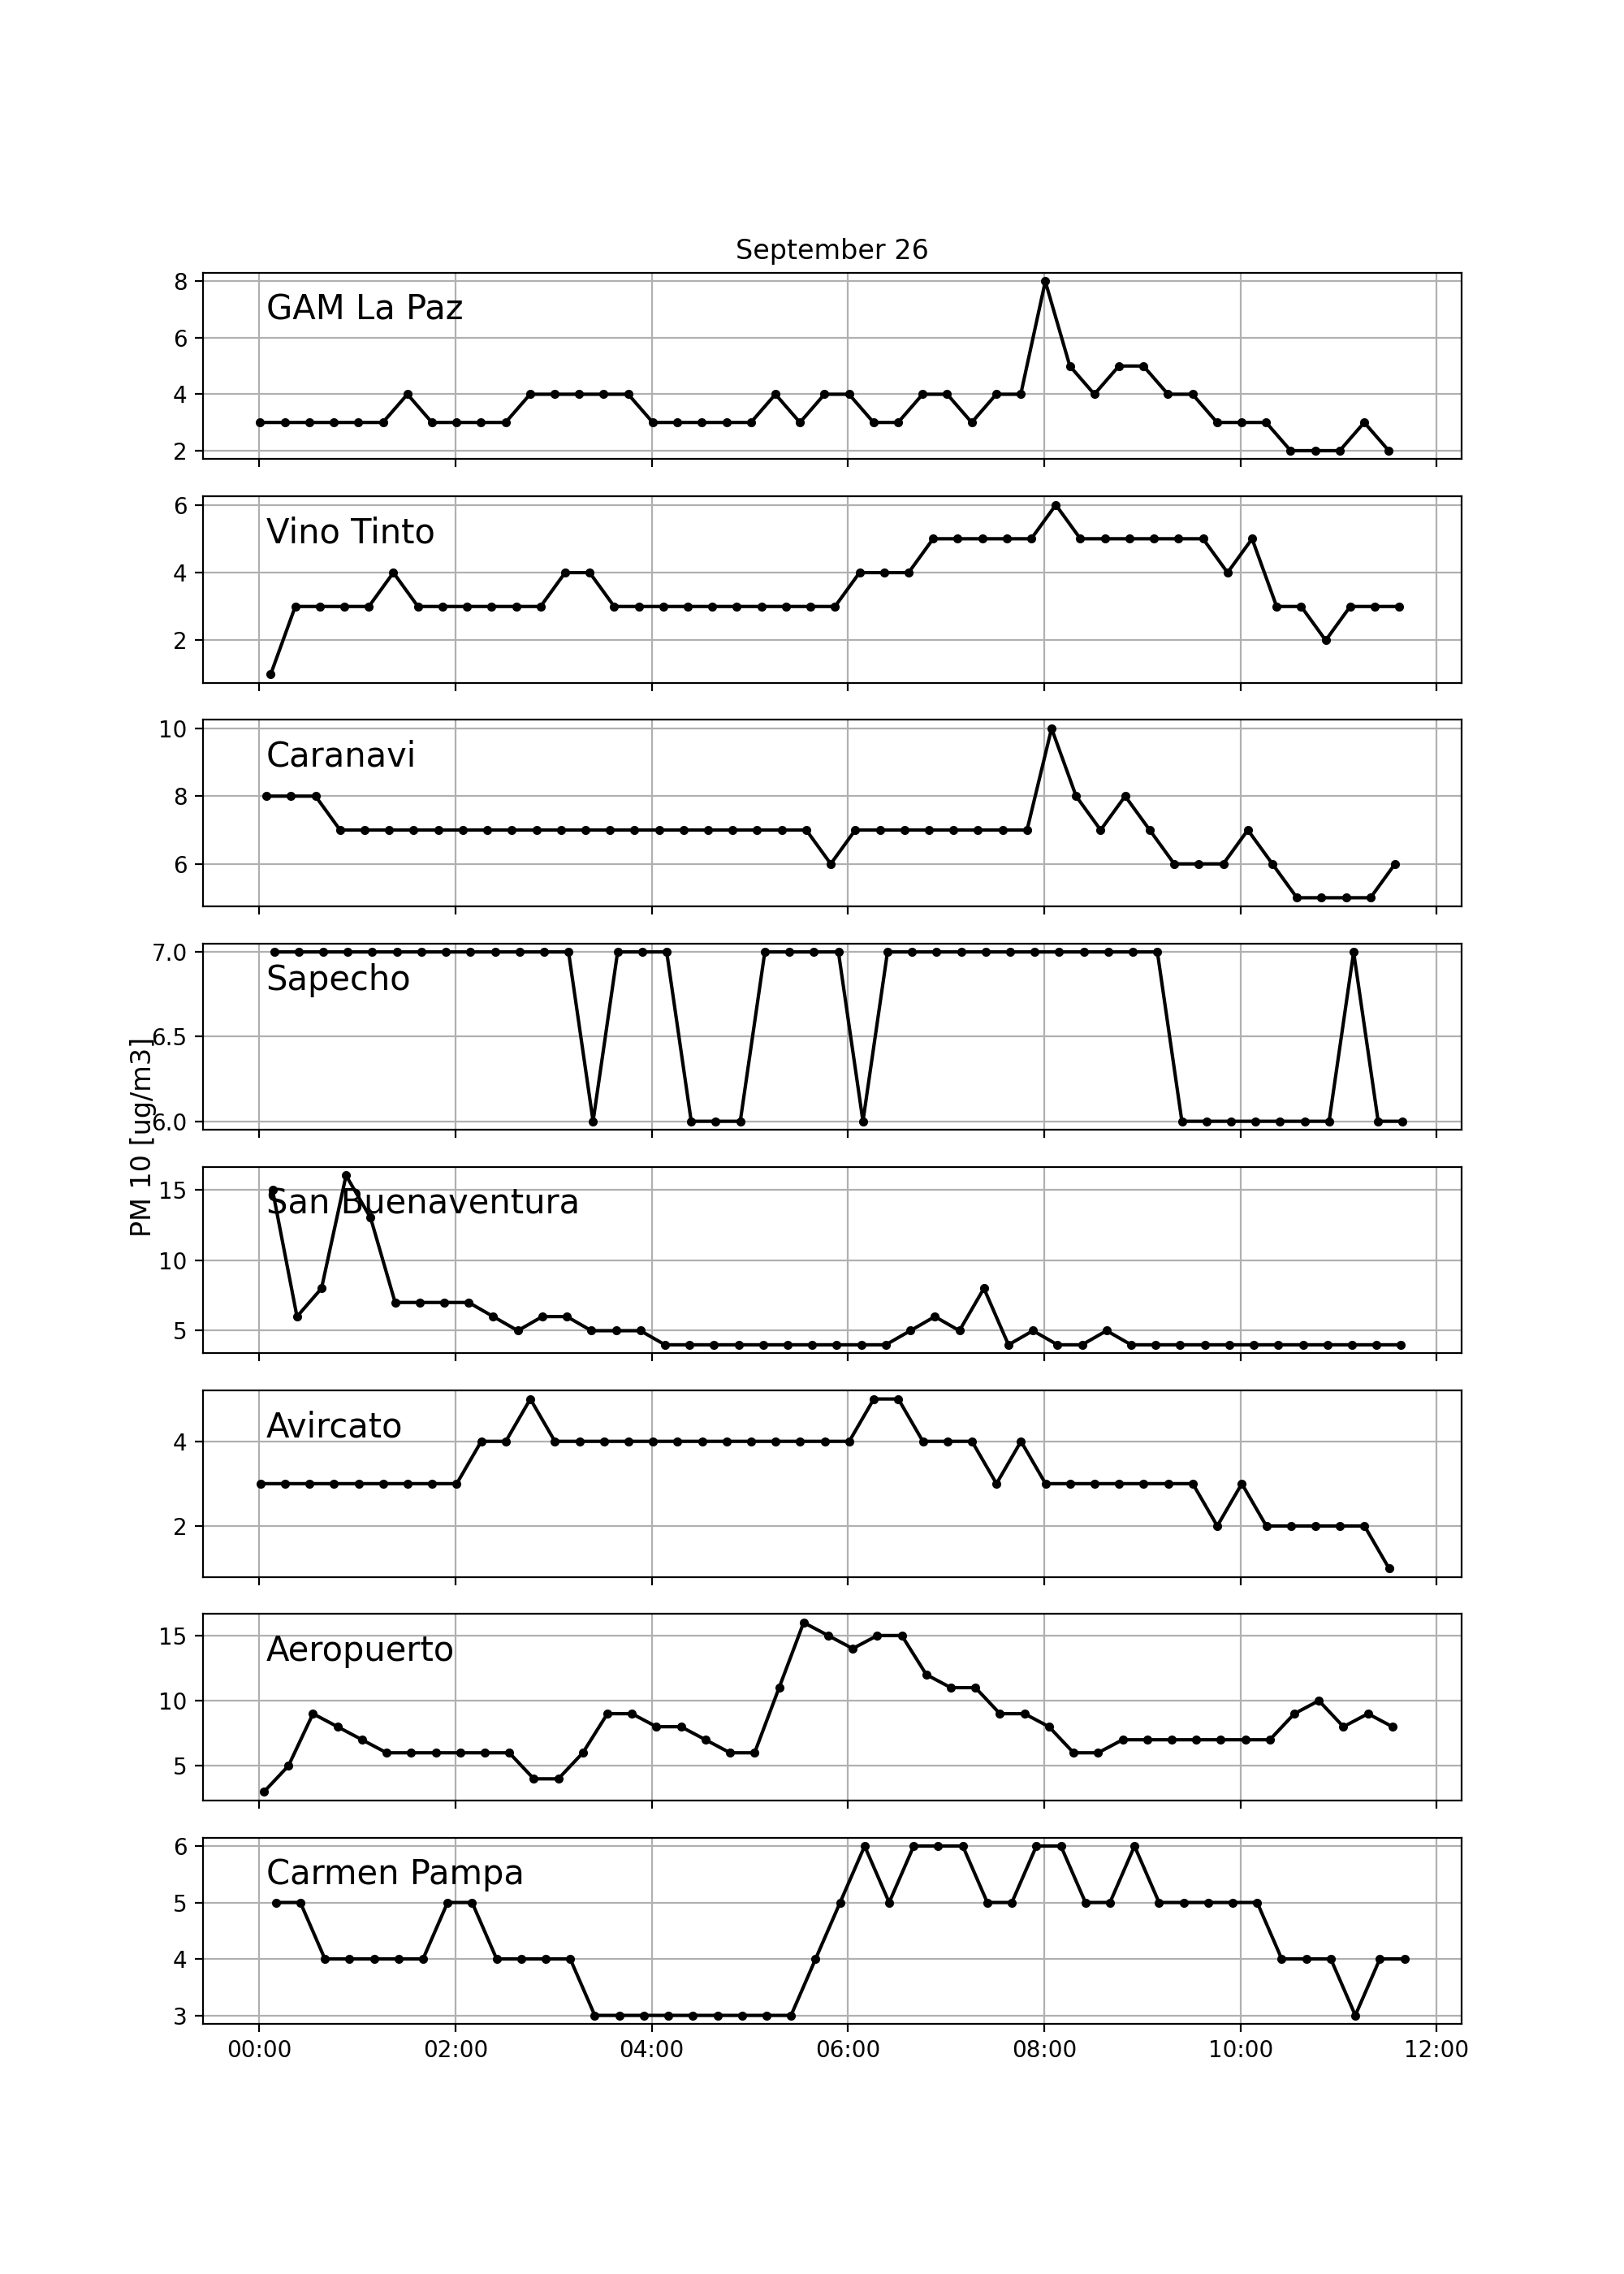 September 26
8
GAM La Paz
6
4
2
6
Vino Tinto
4
2
10
Caranavi
8
6
7.0
Sapecho
6.5
6.0
PM 10 [ug/m3]
15
San Buenaventura
10
5
Avircato
4
2
15
Aeropuerto
10
5
6
Carmen Pampa
5
4
3
00:00 02:00 04:00 06:00 08:00 10:00 12:00